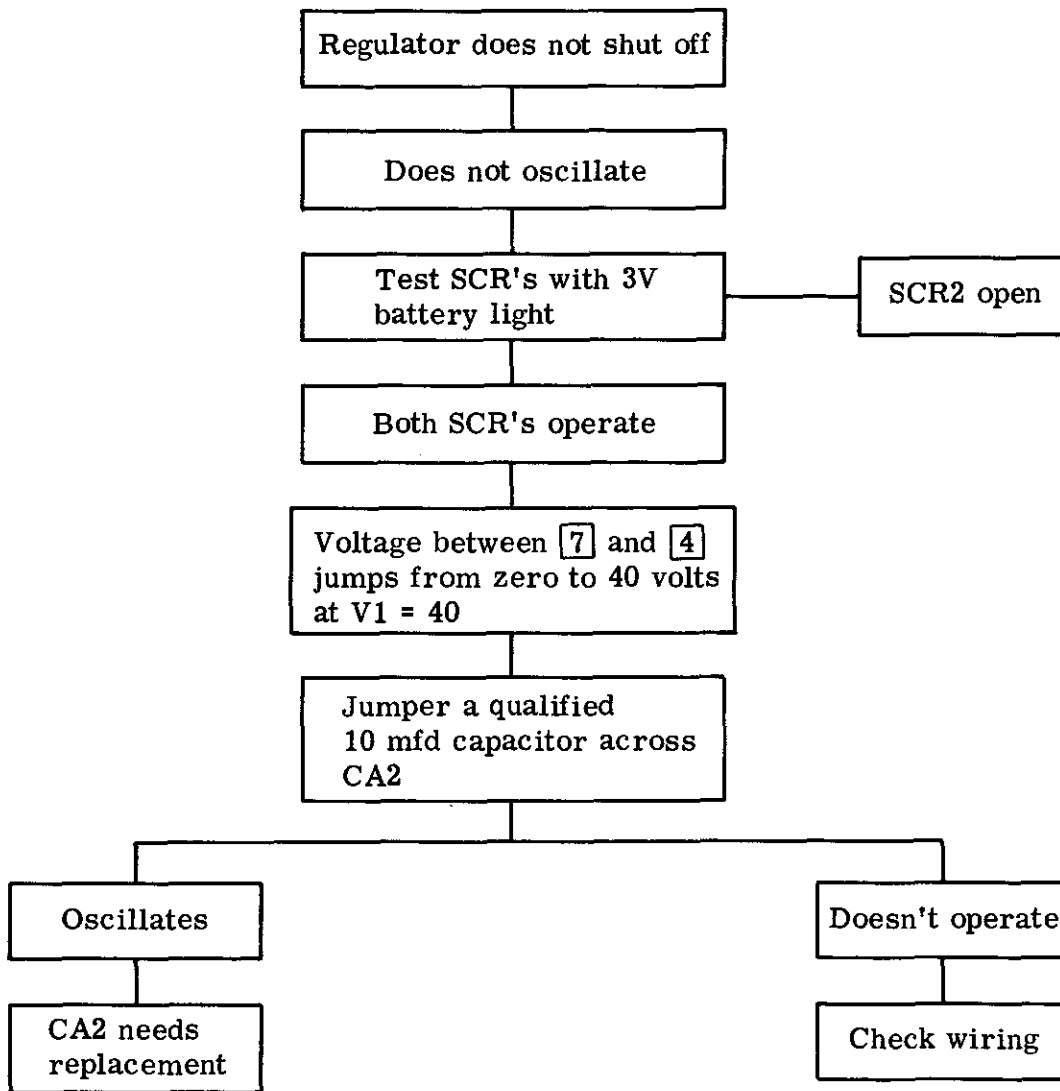 Regulator does not shut off
Does not oscillate
Test SCR's with 3V
battery light
SCR2 open
Both SCR's operate
Voltage between 7 and 4
jumps from zero to 40 volts
at V1 = 40
Jumper a qualified
10 mfd capacitor across
CA2
Oscillates
Doesn't operate
CA2 needs
replacement
Check wiring